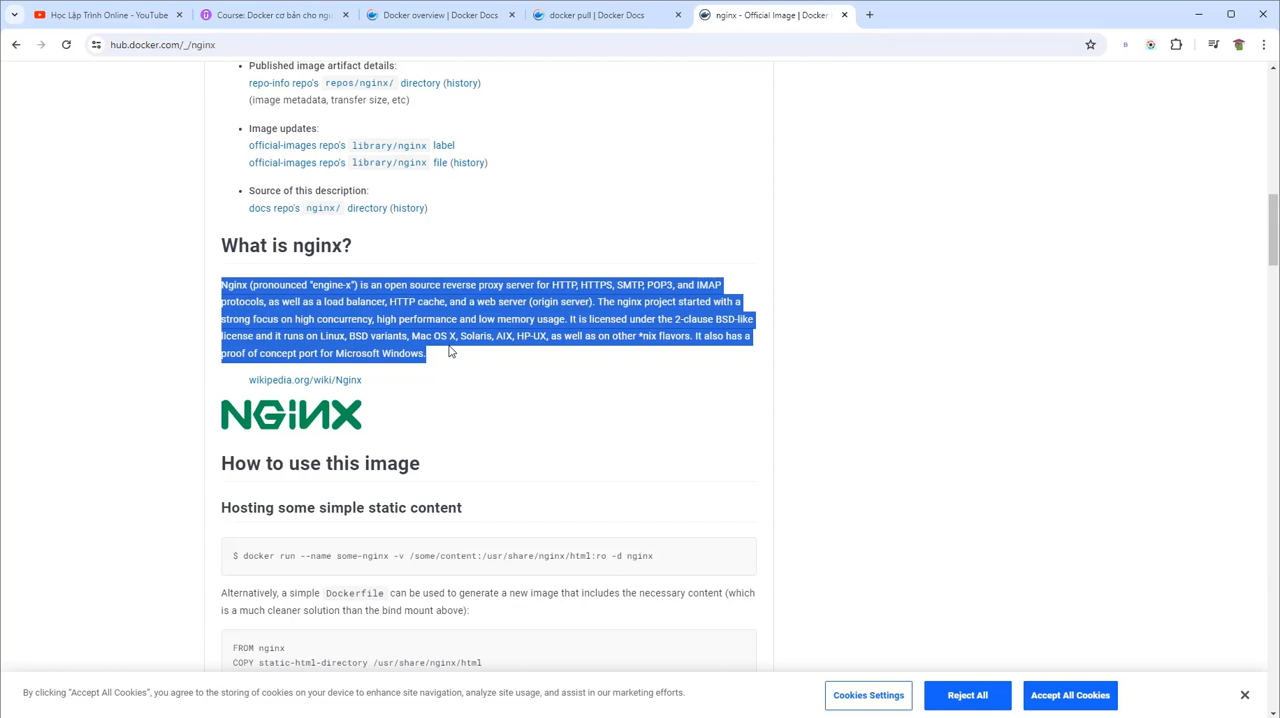 Học Lập Trình Online - YouTube
Course: Docker cơ bản cho ngu
Docker overview | Docker Docs
docker pull | Docker Docs
nginx - Official Image | Docker
hub.docker.com/_/nginx
Published image artifact details:
repo-info repo's repos/nginx/ directory (history)
(image metadata, transfer size, etc)
Image updates:
official-images repo's library/nginx label
official-images repo's library/nginx file (history)
Source of this description:
docs repo's nginx/ directory (history)
What is nginx?
Nginx (pronounced "engine-x") is an open source reverse proxy server for HTTP, HTTPS, SMTP, POP3, and IMAP
protocols, as well as a load balancer, HTTP cache, and a web server (origin server). The nginx project started with a
strong focus on high concurrency, high performance and low memory usage. It is licensed under the 2-clause BSD-like
license and it runs on Linux, BSD variants, Mac OS X, Solaris, AIX, HP-UX, as well as on other *nix flavors. It also has a
proof of concept port for Microsoft Windows.
wikipedia.org/wiki/Nginx
NGINX
How to use this image
Hosting some simple static content
$ docker run --name some-nginx -v /some/content:/usr/share/nginx/html:ro -d nginx
Alternatively, a simple Dockerfile can be used to generate a new image that includes the necessary content (which
is a much cleaner solution than the bind mount above):
FROM nginx
COPY static-html-directory /usr/share/nginx/html
By clicking "Accept All Cookies", you agree to the storing of cookies on your device to enhance site navigation, analyze site usage, and assist in our marketing efforts.
Cookies Settings
Reject All
Accept All Cookies